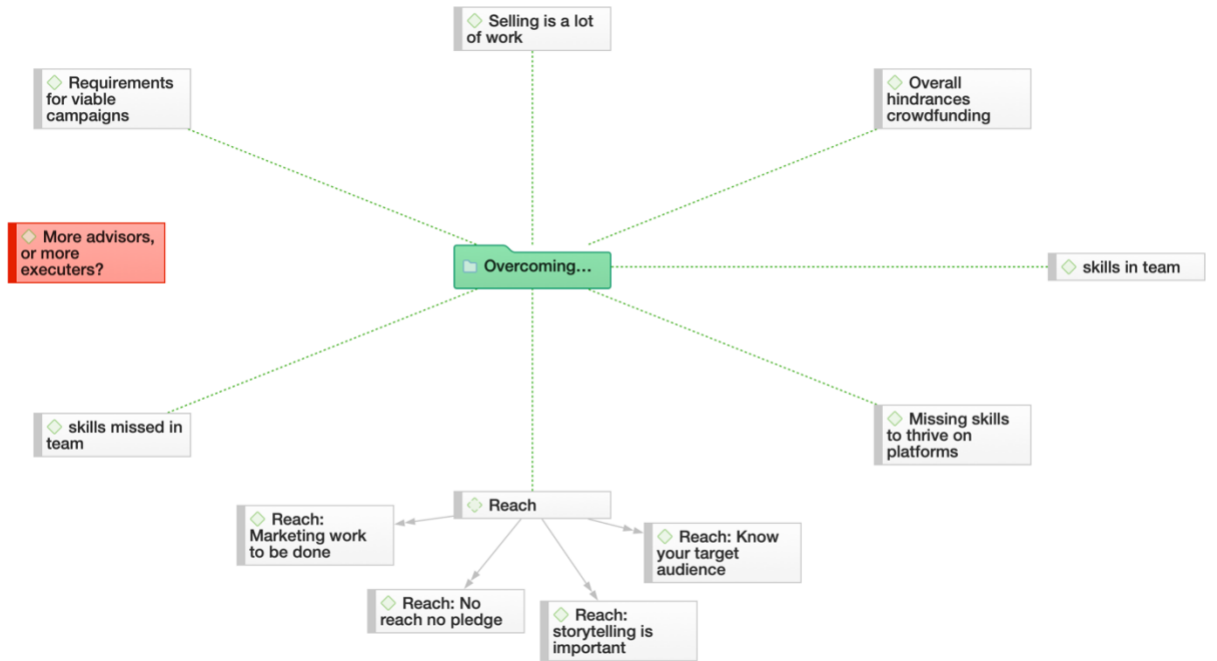 Selling is a lot
of work
Requirements
for viable
campaigns
Overall
hindrances
crowdfunding
More advisors,
or more
executers?
Overcoming...
skills in team
skills missed in
team
Missing skills
to thrive on
platforms
Reach
Reach:
Marketing work
to be done
Reach: Know
your target
audience
Reach: No
reach no pledge
Reach:
storytelling is
important